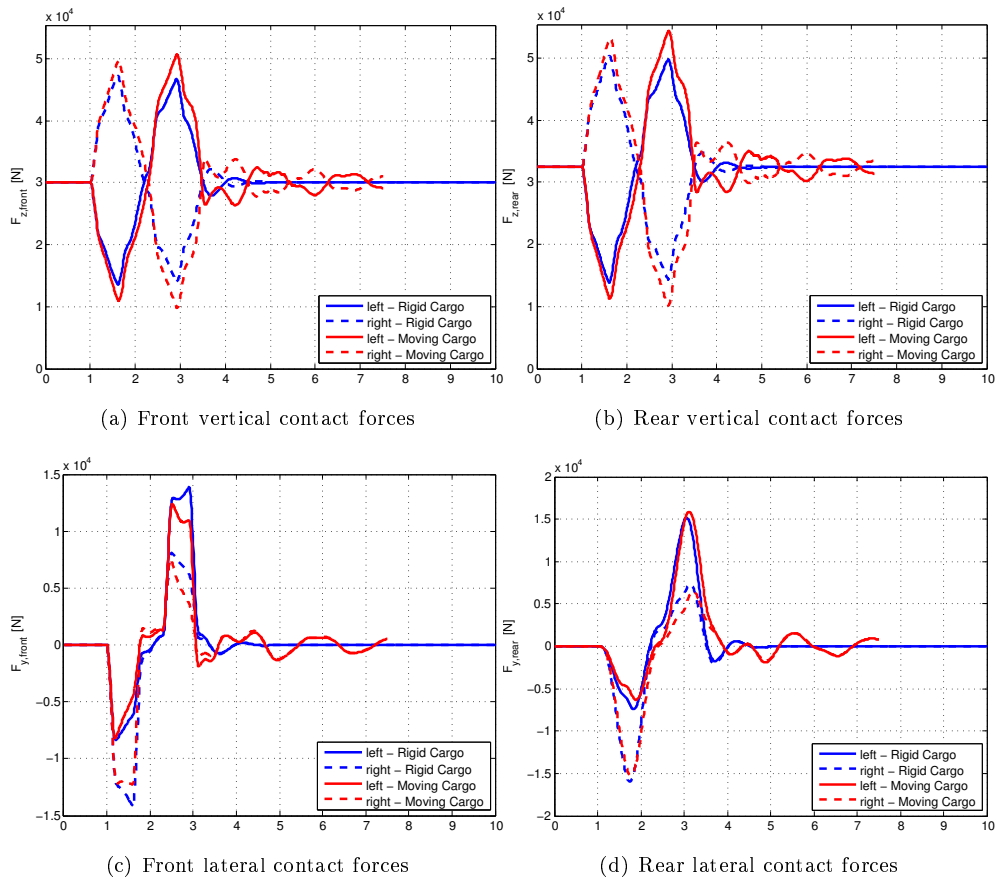 x 10⁴
F_z,front [N]
5
4
3
2
1
0
0 1 2 3 4 5 6 7 8 9 10
left – Rigid Cargo
right – Rigid Cargo
left – Moving Cargo
right – Moving Cargo
(a) Front vertical contact forces
x 10⁴
F_z,rear [N]
5
4
3
2
1
0
0 1 2 3 4 5 6 7 8 9 10
left – Rigid Cargo
right – Rigid Cargo
left – Moving Cargo
right – Moving Cargo
(b) Rear vertical contact forces
x 10⁴
F_y,front [N]
1.5
1
0.5
0
−0.5
−1
−1.5
0 1 2 3 4 5 6 7 8 9 10
left – Rigid Cargo
right – Rigid Cargo
left – Moving Cargo
right – Moving Cargo
(c) Front lateral contact forces
x 10⁴
F_y,rear [N]
2
1.5
1
0.5
0
−0.5
−1
−1.5
−2
0 1 2 3 4 5 6 7 8 9 10
left – Rigid Cargo
right – Rigid Cargo
left – Moving Cargo
right – Moving Cargo
(d) Rear lateral contact forces